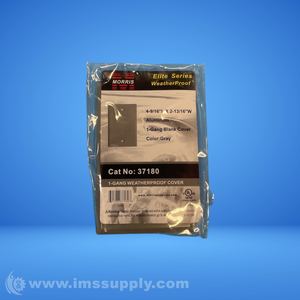 MORRIS
Elite Series
WeatherProof
4-9/16"H X 2-13/16"W
Aluminum
1-Gang Blank Cover
Color:Gray
Cat No: 37180
1-GANG WEATHERPROOF COVER
© www.imssupply.com/